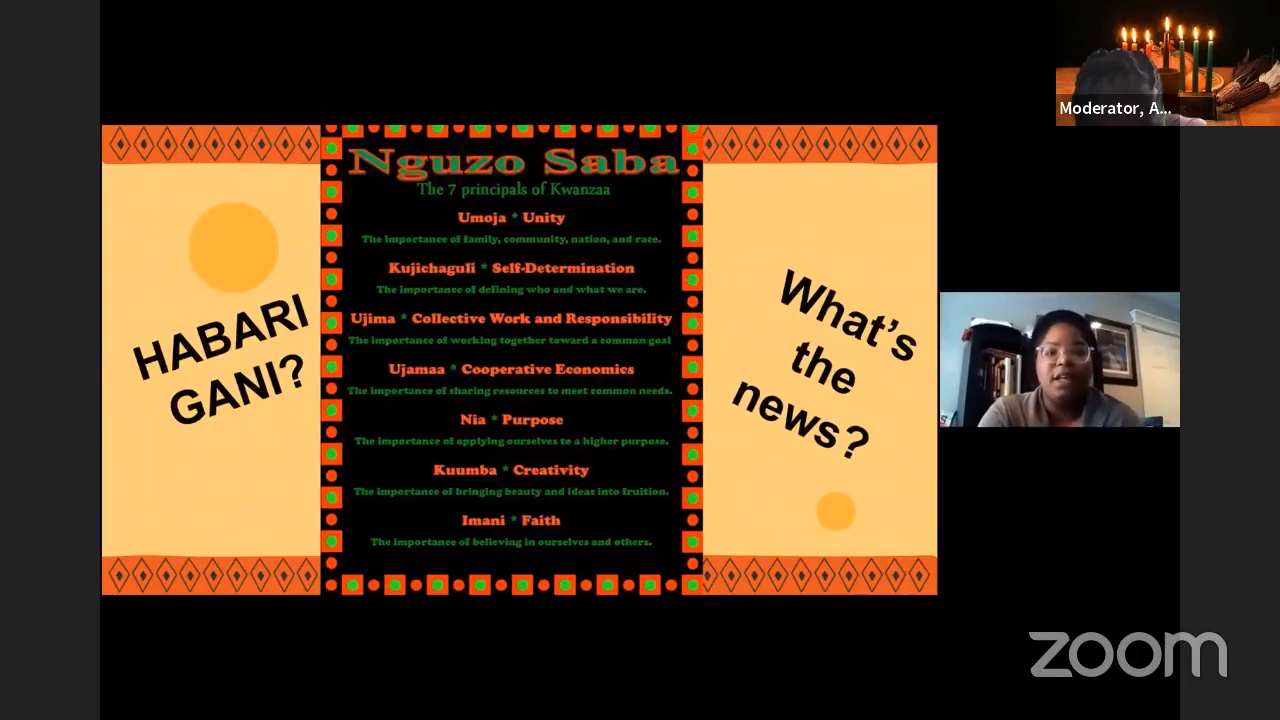 Moderator, A...
HABARI
GANI?
Nguzo Saba
The 7 principals of Kwanzaa
Umoja * Unity
The importance of family, community, nation, and race.
Kujichaguli * Self-Determination
The importance of defining who and what we are.
Ujima * Collective Work and Responsibility
The importance of working together toward a common goal
Ujamaa * Cooperative Economics
The importance of sharing resources to meet common needs.
Nia * Purpose
The importance of applying ourselves to a higher purpose.
Kuumba * Creativity
The importance of bringing beauty and ideas into fruition.
Imani * Faith
The importance of believing in ourselves and others.
What's
the
news?
zoom